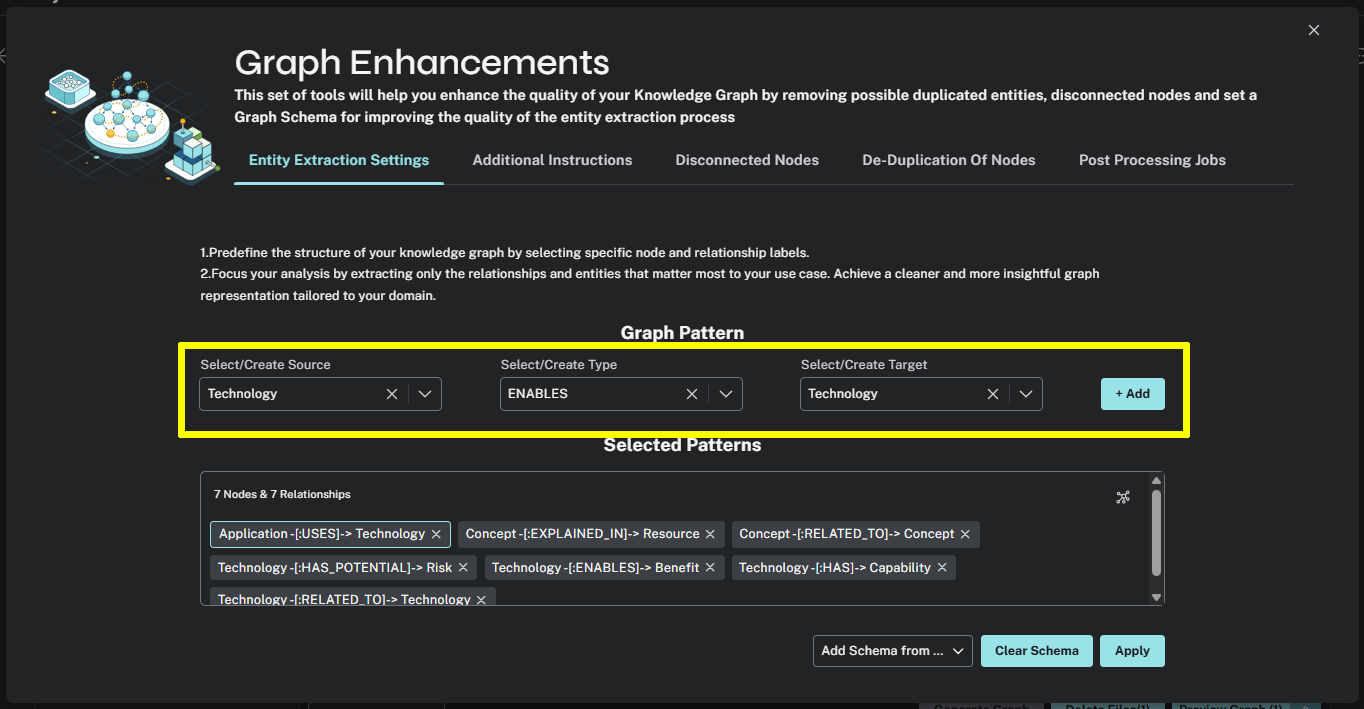 Graph Enhancements
This set of tools will help you enhance the quality of your Knowledge Graph by removing possible duplicated entities, disconnected nodes and set a
Graph Schema for improving the quality of the entity extraction process
Entity Extraction Settings Additional Instructions Disconnected Nodes De-Duplication Of Nodes Post Processing Jobs
1.Predefine the structure of your knowledge graph by selecting specific node and relationship labels.
2.Focus your analysis by extracting only the relationships and entities that matter most to your use case. Achieve a cleaner and more insightful graph
representation tailored to your domain.
Graph Pattern
Select/Create Source Select/Create Type Select/Create Target
Technology ENABLES Technology + Add
Selected Patterns
7 Nodes & 7 Relationships
Application -[:USES]-> Technology Concept -[:EXPLAINED_IN]-> Resource Concept -[:RELATED_TO]-> Concept
Technology -[:HAS_POTENTIAL]-> Risk Technology -[:ENABLES]-> Benefit Technology -[:HAS]-> Capability
Technology -[:RELATED_TO]-> Technology
Add Schema from ... Clear Schema Apply